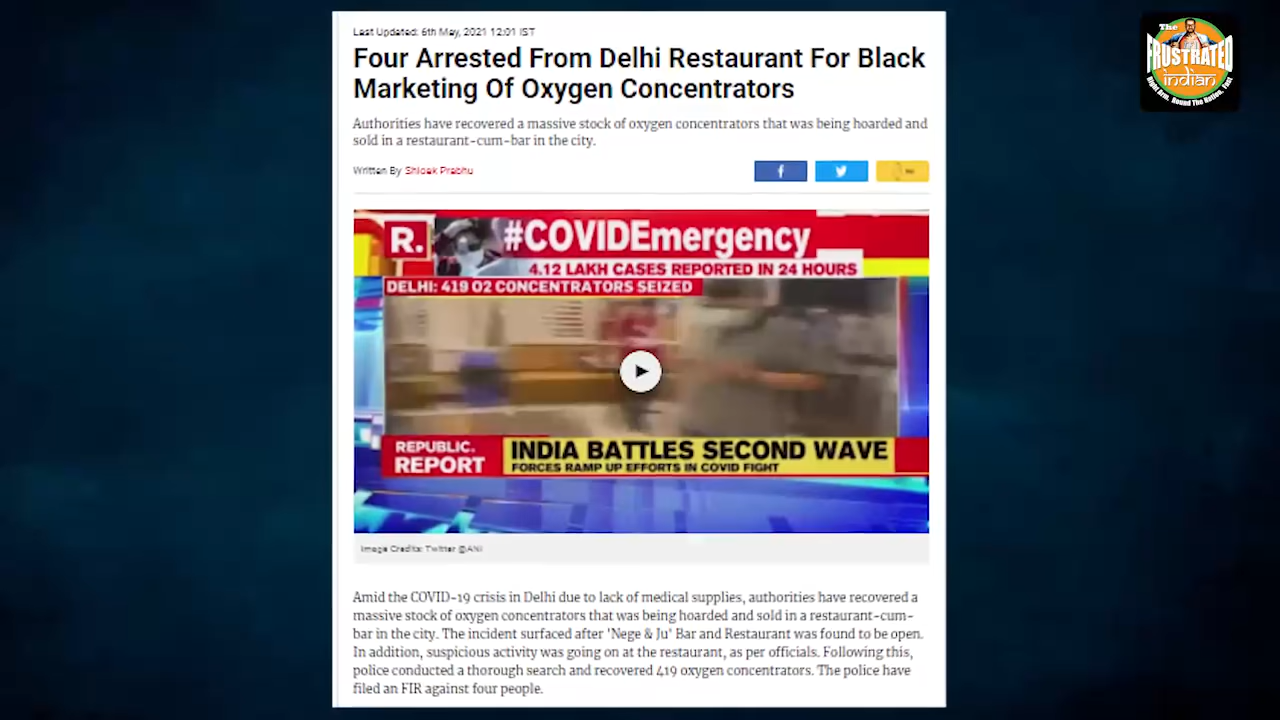 Last Updated: 6th May, 2021 12:01 IST
Four Arrested From Delhi Restaurant For Black
Marketing Of Oxygen Concentrators
Authorities have recovered a massive stock of oxygen concentrators that was being hoarded and
sold in a restaurant-cum-bar in the city.
Written By Shloak Prabhu
The
FRUSTRATED
indian
Right Arm, Round The Nation, Fast
R.
#COVIDEmergency
4.12 LAKH CASES REPORTED IN 24 HOURS
DELHI: 419 O2 CONCENTRATORS SEIZED
REPUBLIC.
REPORT
INDIA BATTLES SECOND WAVE
FORCES RAMP UP EFFORTS IN COVID FIGHT
Image Credits: Twitter @ANI
Amid the COVID-19 crisis in Delhi due to lack of medical supplies, authorities have recovered a
massive stock of oxygen concentrators that was being hoarded and sold in a restaurant-cum-
bar in the city. The incident surfaced after 'Nege & Ju' Bar and Restaurant was found to be open.
In addition, suspicious activity was going on at the restaurant, as per officials. Following this,
police conducted a thorough search and recovered 419 oxygen concentrators. The police have
filed an FIR against four people.